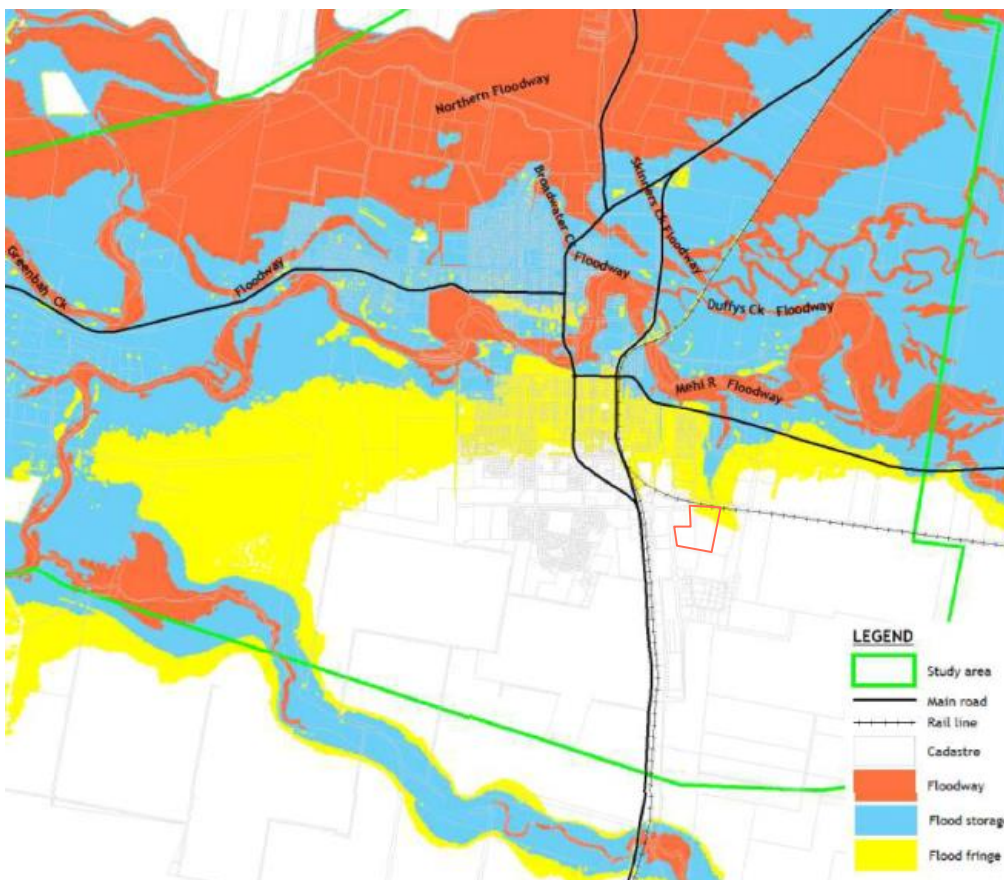 Northern Floodway
Broadwater Ck Floodway
Skinners Ck Floodway
Greenbah Ck Floodway
Duffys Ck Floodway
Mehi R Floodway
LEGEND
Study area
Main road
Rail line
Cadastre
Floodway
Flood storage
Flood fringe